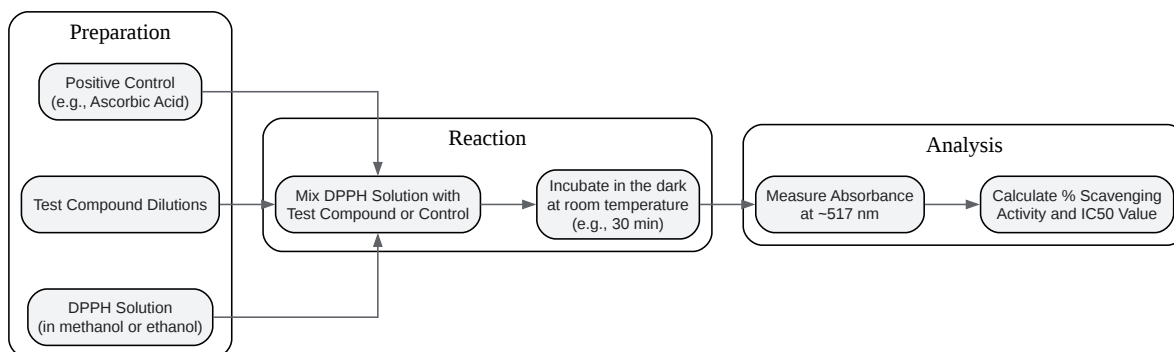 Preparation
Positive Control
(e.g., Ascorbic Acid)
Test Compound Dilutions
DPPH Solution
(in methanol or ethanol)
Reaction
Mix DPPH Solution with
Test Compound or Control
Incubate in the dark
at room temperature
(e.g., 30 min)
Analysis
Measure Absorbance
at ~517 nm
Calculate % Scavenging
Activity and IC50 Value